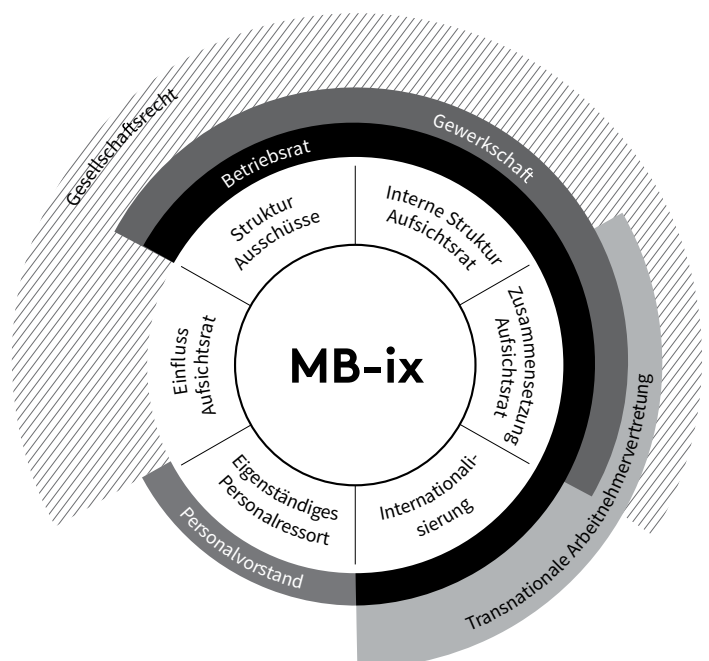 Gesellschaftsrecht
Gewerkschaft
Betriebsrat
Struktur
Ausschüsse
Interne Struktur
Aufsichtsrat
Zusammensetzung
Aufsichtsrat
Einfluss
Aufsichtsrat
MB-ix
Internationali-
sierung
Eigenständiges
Personalressort
Personalvorstand
Transnationale Arbeitnehmervertretung